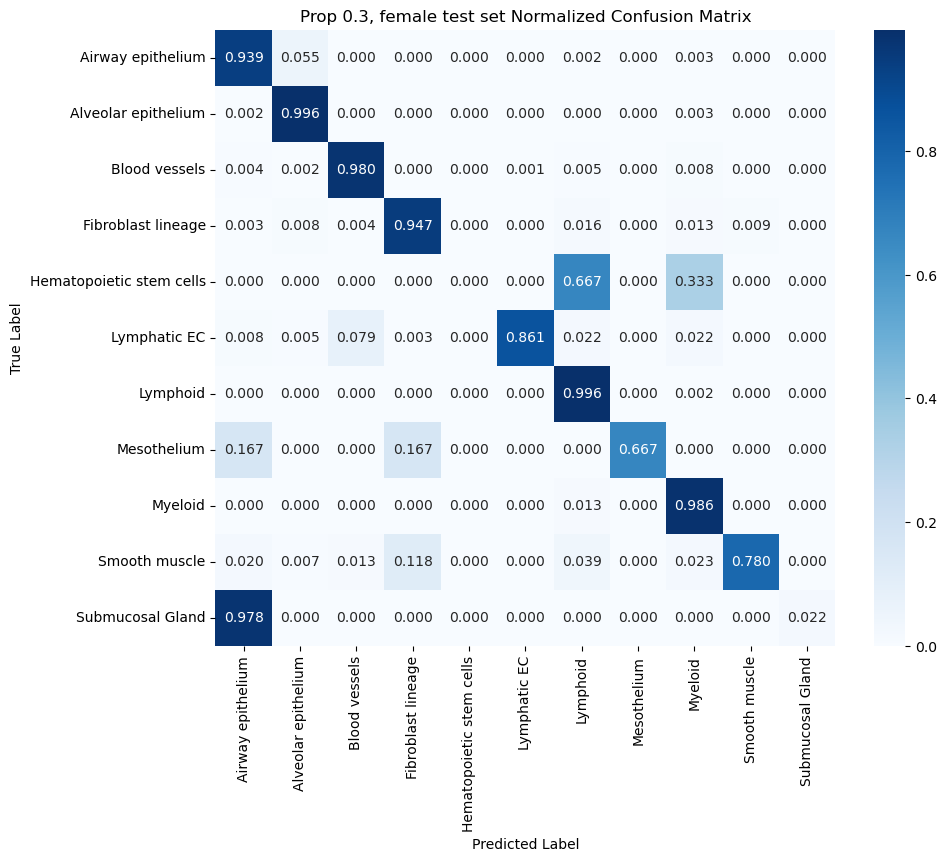 Prop 0.3, female test set Normalized Confusion Matrix
Airway epithelium 0.939 0.055 0.000 0.000 0.000 0.000 0.002 0.000 0.003 0.000 0.000
Alveolar epithelium 0.002 0.996 0.000 0.000 0.000 0.000 0.000 0.000 0.003 0.000 0.000
Blood vessels 0.004 0.002 0.980 0.000 0.000 0.001 0.005 0.000 0.008 0.000 0.000
Fibroblast lineage 0.003 0.008 0.004 0.947 0.000 0.000 0.016 0.000 0.013 0.009 0.000
Hematopoietic stem cells 0.000 0.000 0.000 0.000 0.000 0.000 0.667 0.000 0.333 0.000 0.000
Lymphatic EC 0.008 0.005 0.079 0.003 0.000 0.861 0.022 0.000 0.022 0.000 0.000
Lymphoid 0.000 0.000 0.000 0.000 0.000 0.000 0.996 0.000 0.002 0.000 0.000
Mesothelium 0.167 0.000 0.000 0.167 0.000 0.000 0.000 0.667 0.000 0.000 0.000
Myeloid 0.000 0.000 0.000 0.000 0.000 0.000 0.013 0.000 0.986 0.000 0.000
Smooth muscle 0.020 0.007 0.013 0.118 0.000 0.000 0.039 0.000 0.023 0.780 0.000
Submucosal Gland 0.978 0.000 0.000 0.000 0.000 0.000 0.000 0.000 0.000 0.000 0.022
True Label
Airway epithelium
Alveolar epithelium
Blood vessels
Fibroblast lineage
Hematopoietic stem cells
Lymphatic EC
Lymphoid
Mesothelium
Myeloid
Smooth muscle
Submucosal Gland
Predicted Label
0.8
0.6
0.4
0.2
0.0